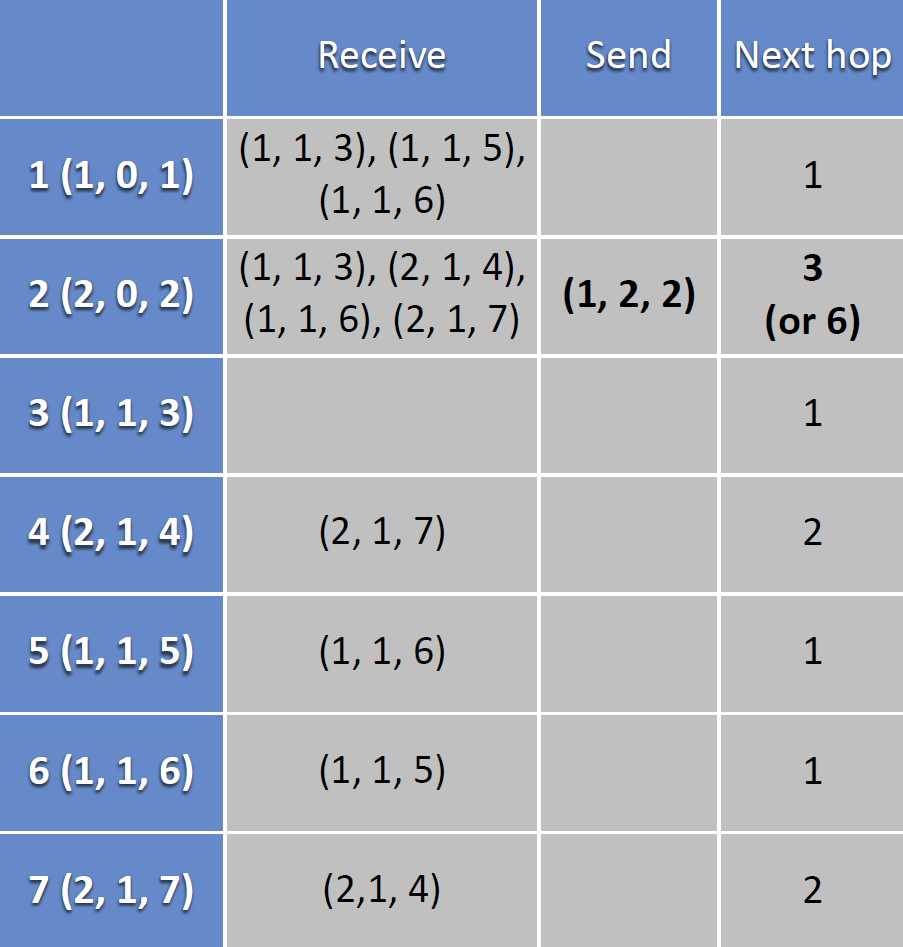 Receive Send Next hop
1 (1, 0, 1) (1, 1, 3), (1, 1, 5), 1
(1, 1, 6)
2 (2, 0, 2) (1, 1, 3), (2, 1, 4), (1, 2, 2) 3
(1, 1, 6), (2, 1, 7) (or 6)
3 (1, 1, 3) 1
4 (2, 1, 4) (2, 1, 7) 2
5 (1, 1, 5) (1, 1, 6) 1
6 (1, 1, 6) (1, 1, 5) 1
7 (2, 1, 7) (2,1, 4) 2